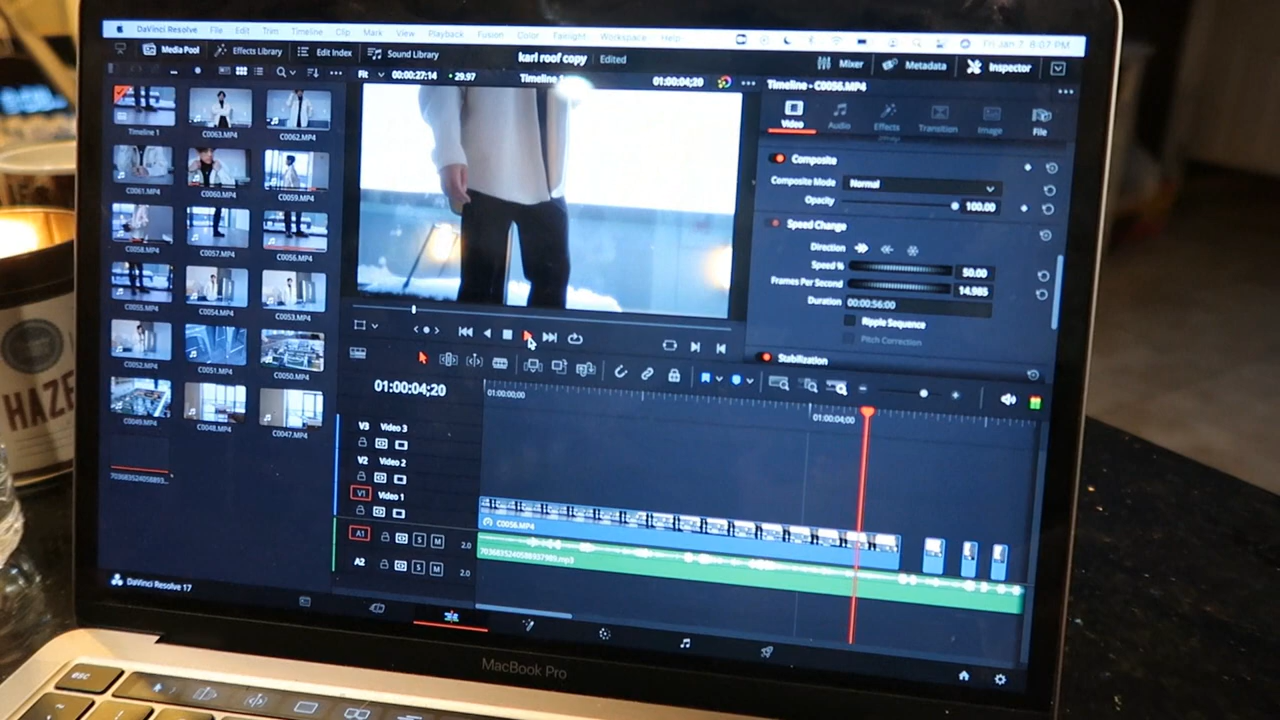 DaVinci Resolve File Edit Trim Timeline Clip Mark View Playback Fusion Color Fairlight Workspace Help Fri Jan 7 8:07 PM
Media Pool Effects Library Edit Index Sound Library karl roof copy Edited Mixer Metadata Inspector
Fit 00:00:27:14 29.97 Timeline 01:00:04;20 Timeline - C0056.MP4
Timeline 1 C0063.MP4 C0062.MP4
C0061.MP4 C0060.MP4 C0059.MP4
C0058.MP4 C0057.MP4 C0056.MP4
C0055.MP4 C0054.MP4 C0053.MP4
C0052.MP4 C0051.MP4 C0050.MP4
C0049.MP4 C0048.MP4 C0047.MP4
Video Audio Effects Transition Image File
Composite
Composite Mode Normal
Opacity 100.00
Speed Change
Direction
Speed % 50.00
Frames Per Second 14.985
Duration 00:00:56:00
Ripple Sequence
Pitch Correction
Stabilization
01:00:04;20
01:00:00;00
01:00:04;00
V3 Video 3
V2 Video 2
V1 Video 1
A1 S M 2.0
A2 S M 2.0
C0056.MP4
DaVinci Resolve 17
MacBook Pro
esc
HAZE